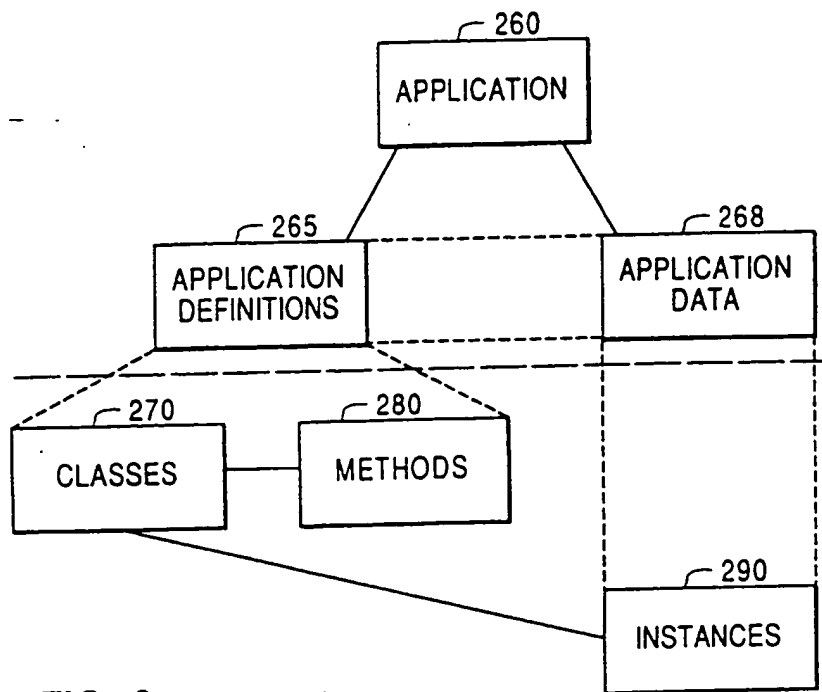 260
APPLICATION
265
268
APPLICATION
DEFINITIONS
APPLICATION
DATA
270
280
CLASSES
METHODS
290
INSTANCES